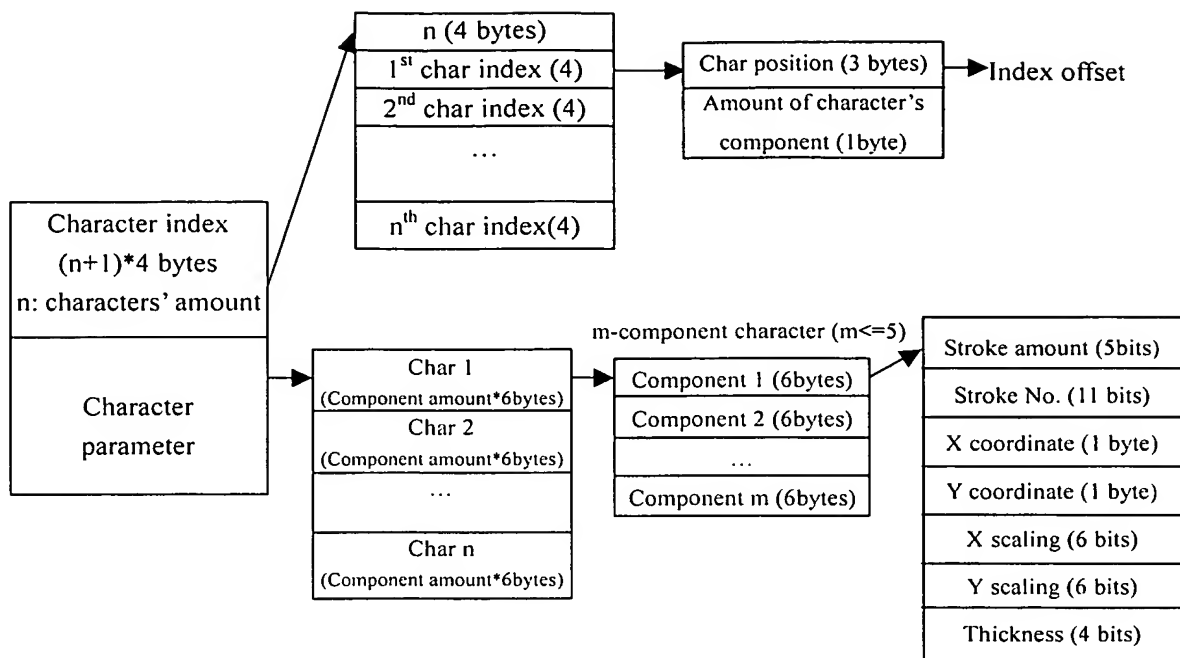 n (4 bytes)
1st char index (4)
2nd char index (4)
...
nth char index(4)
Char position (3 bytes)
Amount of character's
component (1byte)
Index offset
Character index
(n+1)*4 bytes
n: characters' amount
Character
parameter
Char 1
(Component amount*6bytes)
Char 2
(Component amount*6bytes)
...
Char n
(Component amount*6bytes)
m-component character (m<=5)
Component 1 (6bytes)
Component 2 (6bytes)
...
Component m (6bytes)
Stroke amount (5bits)
Stroke No. (11 bits)
X coordinate (1 byte)
Y coordinate (1 byte)
X scaling (6 bits)
Y scaling (6 bits)
Thickness (4 bits)